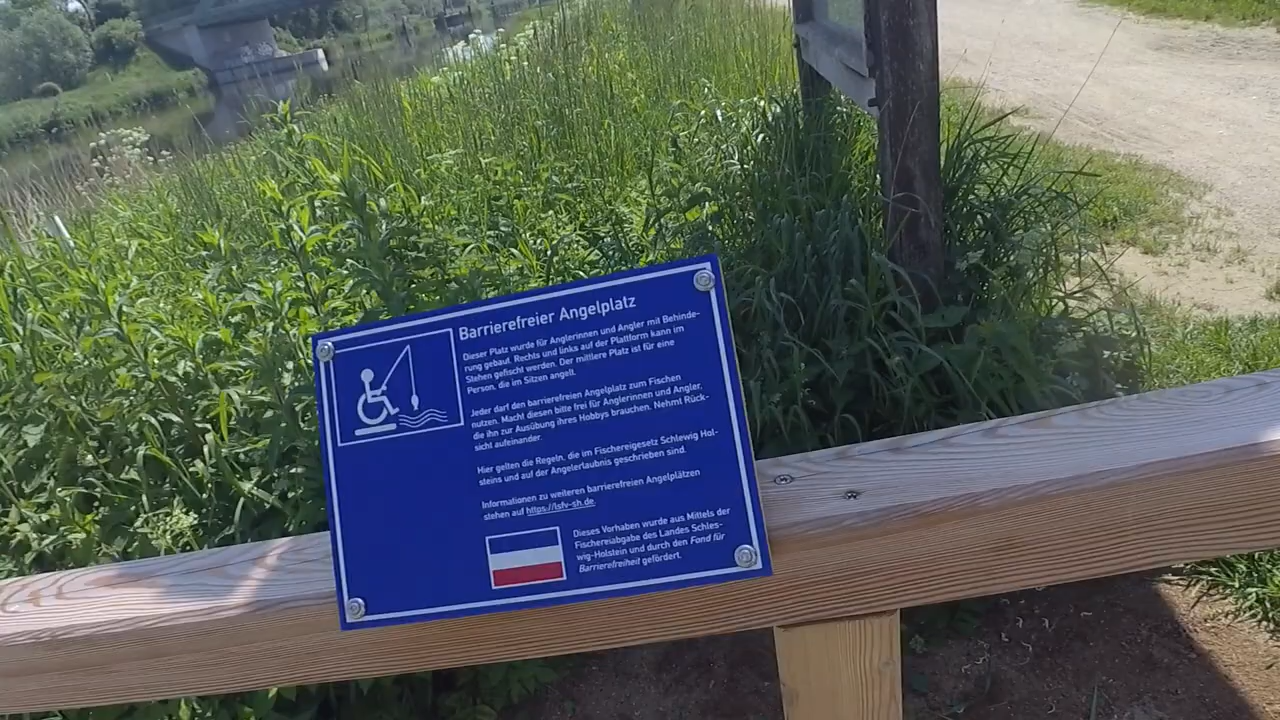 Barrierefreier Angelplatz
Dieser Platz wurde für Anglerinnen und Angler mit Behinde-
rung gebaut. Rechts und links auf der Plattform kann im
Stehen gefischt werden. Der mittlere Platz ist für eine
Person, die im Sitzen angelt.
Jeder darf den barrierefreien Angelplatz zum Fischen
nutzen. Macht diesen bitte frei für Anglerinnen und Angler,
die ihn zur Ausübung ihres Hobbys brauchen. Nehmt Rück-
sicht aufeinander.
Hier gelten die Regeln, die im Fischereigesetz Schlewig Hol-
steins und auf der Angelerlaubnis geschrieben sind.
Informationen zu weiteren barrierefreien Angelplätzen
stehen auf https://lsfv-sh.de.
Dieses Vorhaben wurde aus Mittels der
Fischereiabgabe des Landes Schles-
wig-Holstein und durch den Fond für
Barrierefreiheit gefördert.